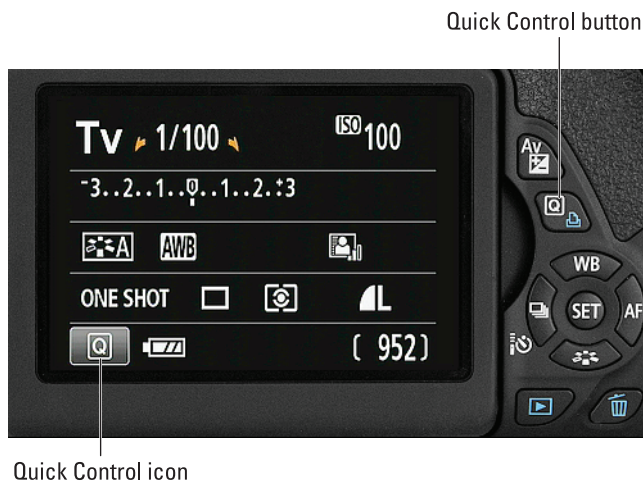 Quick Control button
Tv 1/100 ISO 100
-3..2..1..0..1..2.:+3
A AWB
ONE SHOT L
Q [ 952]
Av
Q
WB
SET AF
Quick Control icon